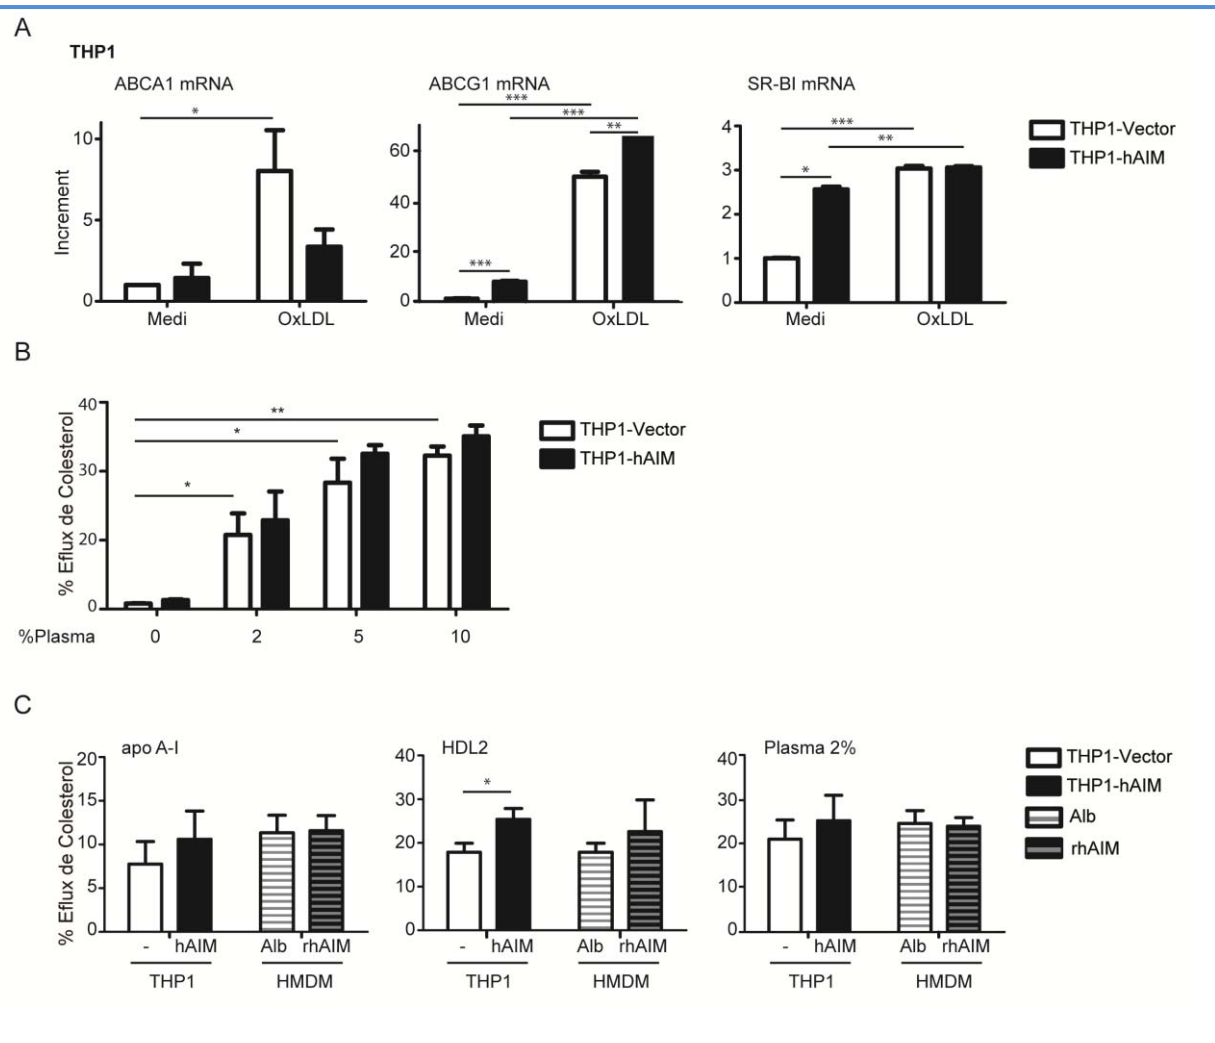 A
THP1
ABCA1 mRNA
ABCG1 mRNA
SR-BI mRNA
THP1-Vector
THP1-hAIM
Increment
10
5
0
*
Medi
OxLDL
60
40
20
0
***
***
**
***
Medi
OxLDL
4
3
2
1
0
***
**
*
Medi
OxLDL
B
% Eflux de Colesterol
40
30
20
0
**
*
*
THP1-Vector
THP1-hAIM
%Plasma 0 2 5 10
C
apo A-I
HDL2
Plasma 2%
THP1-Vector
THP1-hAIM
Alb
rhAIM
% Eflux de Colesterol
20
15
10
5
0
- hAIM Alb rhAIM
THP1 HMDM
40
30
20
10
0
*
- hAIM Alb rhAIM
THP1 HMDM
40
30
20
10
0
- hAIM Alb rhAIM
THP1 HMDM